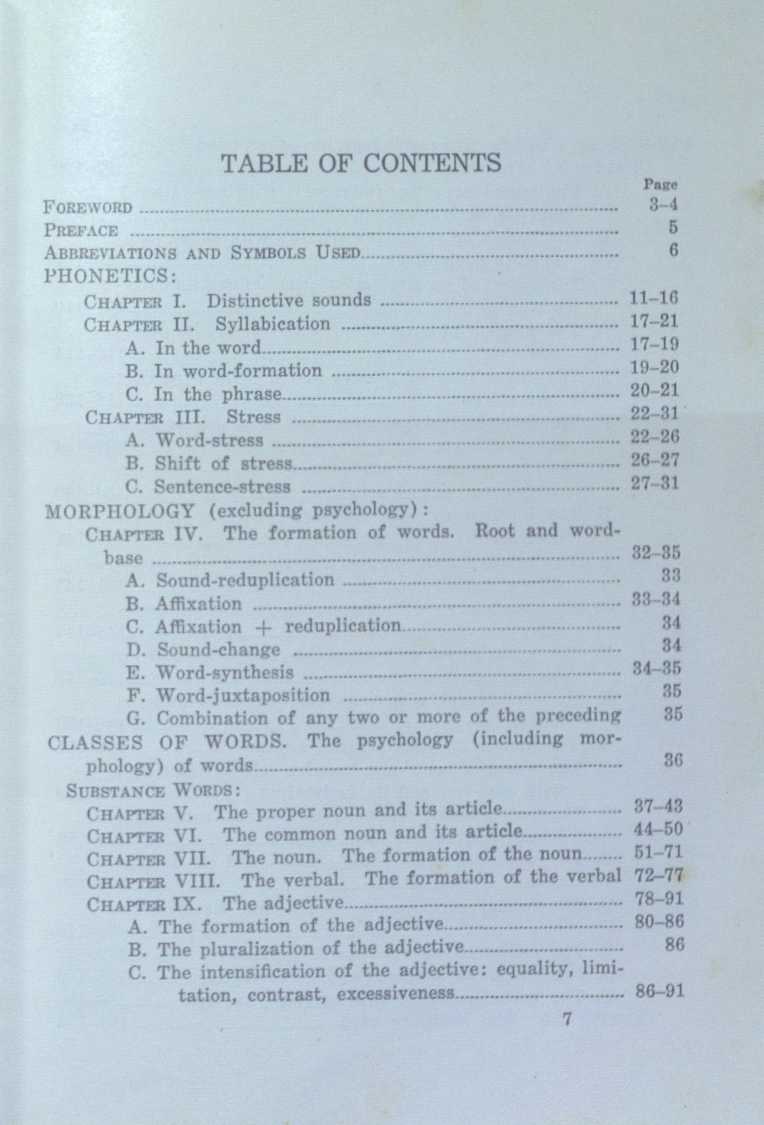 TABLE OF CONTENTS
Page
FOREWORD ........ 3–4
PREFACE ........ 5
ABBREVIATIONS AND SYMBOLS USED........ 6
PHONETICS:
CHAPTER I. Distinctive sounds ........ 11–16
CHAPTER II. Syllabication ........ 17–21
A. In the word........ 17–19
B. In word-formation ........ 19–20
C. In the phrase........ 20–21
CHAPTER III. Stress ........ 22–31
A. Word-stress ........ 22–26
B. Shift of stress........ 26–27
C. Sentence-stress ........ 27–31
MORPHOLOGY (excluding psychology):
CHAPTER IV. The formation of words. Root and word-
base ........ 32–35
A. Sound-reduplication ........ 33
B. Affixation ........ 33–34
C. Affixation + reduplication........ 34
D. Sound-change ........ 34
E. Word-synthesis ........ 34–35
F. Word-juxtaposition ........ 35
G. Combination of any two or more of the preceding 35
CLASSES OF WORDS. The psychology (including mor-
phology) of words........ 36
SUBSTANCE WORDS:
CHAPTER V. The proper noun and its article........ 37–43
CHAPTER VI. The common noun and its article........ 44–50
CHAPTER VII. The noun. The formation of the noun........ 51–71
CHAPTER VIII. The verbal. The formation of the verbal 72–77
CHAPTER IX. The adjective........ 78–91
A. The formation of the adjective........ 80–86
B. The pluralization of the adjective........ 86
C. The intensification of the adjective: equality, limi-
tation, contrast, excessiveness........ 86–91
7